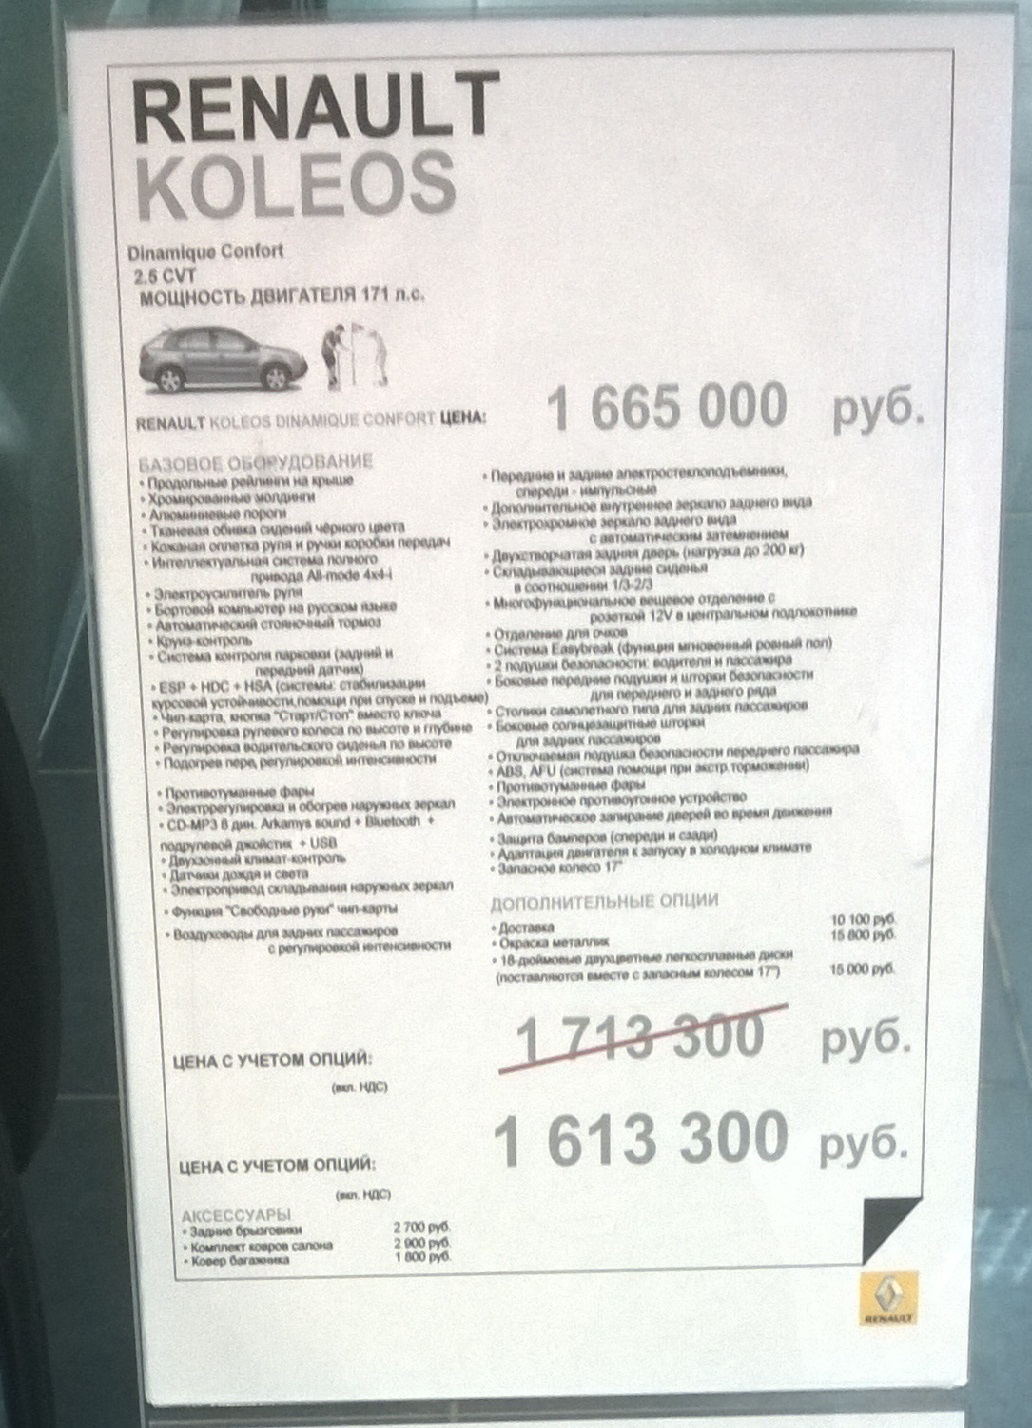 RENAULT
KOLEOS
Dinamique Confort
2.5 CVT
МОЩНОСТЬ ДВИГАТЕЛЯ 171 л.с.
RENAULT KOLEOS DINAMIQUE CONFORT ЦЕНА: 1 665 000 руб.
БАЗОВОЕ ОБОРУДОВАНИЕ
• Продольные рейлинги на крыше
• Хромированные молдинги
• Алюминиевые пороги
• Тканевая обивка сидений чёрного цвета
• Кожаная оплетка руля и ручки коробки передач
• Интеллектуальная система полного
привода All-mode 4x4-i
• Электроусилитель руля
• Бортовой компьютер на русском языке
• Автоматический стояночный тормоз
• Круиз-контроль
• Система контроля парковки (задний и
передний датчик)
• ESP + HDC + HSA (системы: стабилизации
курсовой устойчивости,помощи при спуске и подъеме)
• Чип-карта, кнопка "Старт/Стоп" вместо ключа
• Регулировка рулевого колеса по высоте и глубине
• Регулировка водительского сиденья по высоте
• Подогрев пере, регулировкой интенсивности
• Противотуманные фары
• Электрорегулировка и обогрев наружных зеркал
• CD-MP3 8 дин. Arkamys sound + Bluetooth +
подрулевой джойстик + USB
• Двухзонный климат-контроль
• Датчики дождя и света
• Электропривод складывания наружных зеркал
• Функция "Свободные руки" чип-карты
• Воздуховоды для задних пассажиров
с регулировкой интенсивности
• Передние и задние электростеклоподъемники,
спереди - импульсные
• Дополнительное внутреннее зеркало заднего вида
• Электрохромное зеркало заднего вида
с автоматическим затемнением
• Двухстворчатая задняя дверь (нагрузка до 200 кг)
• Складывающиеся задние сиденья
в соотношении 1/3-2/3
• Многофункциональное вещевое отделение с
розеткой 12V в центральном подлокотнике
• Отделение для очков
• Система Easybreak (функция мгновенный ровный пол)
• 2 подушки безопасности: водителя и пассажира
• Боковые передние подушки и шторки безопасности
для переднего и заднего ряда
• Столики самолетного типа для задних пассажиров
• Боковые солнцезащитные шторки
для задних пассажиров
• Отключаемая подушка безопасности переднего пассажира
• ABS, AFU (система помощи при экстр.торможении)
• Противотуманные фары
• Электронное противоугонное устройство
• Автоматическое запирание дверей во время движения
• Защита бамперов (спереди и сзади)
• Адаптация двигателя к запуску в холодном климате
• Запасное колесо 17"
ДОПОЛНИТЕЛЬНЫЕ ОПЦИИ
• Доставка 10 100 руб.
• Окраска металлик 15 800 руб.
• 18-дюймовые двухцветные легкосплавные диски
(поставляются вместе с запасным колесом 17") 15 000 руб.
ЦЕНА С УЧЕТОМ ОПЦИЙ: 1 713 300 руб.
(вкл. НДС)
ЦЕНА С УЧЕТОМ ОПЦИЙ: 1 613 300 руб.
(вкл. НДС)
АКСЕССУАРЫ
• Задние брызговики 2 700 руб.
• Комплект ковров салона 2 900 руб.
• Ковер багажника 1 800 руб.
RENAULT